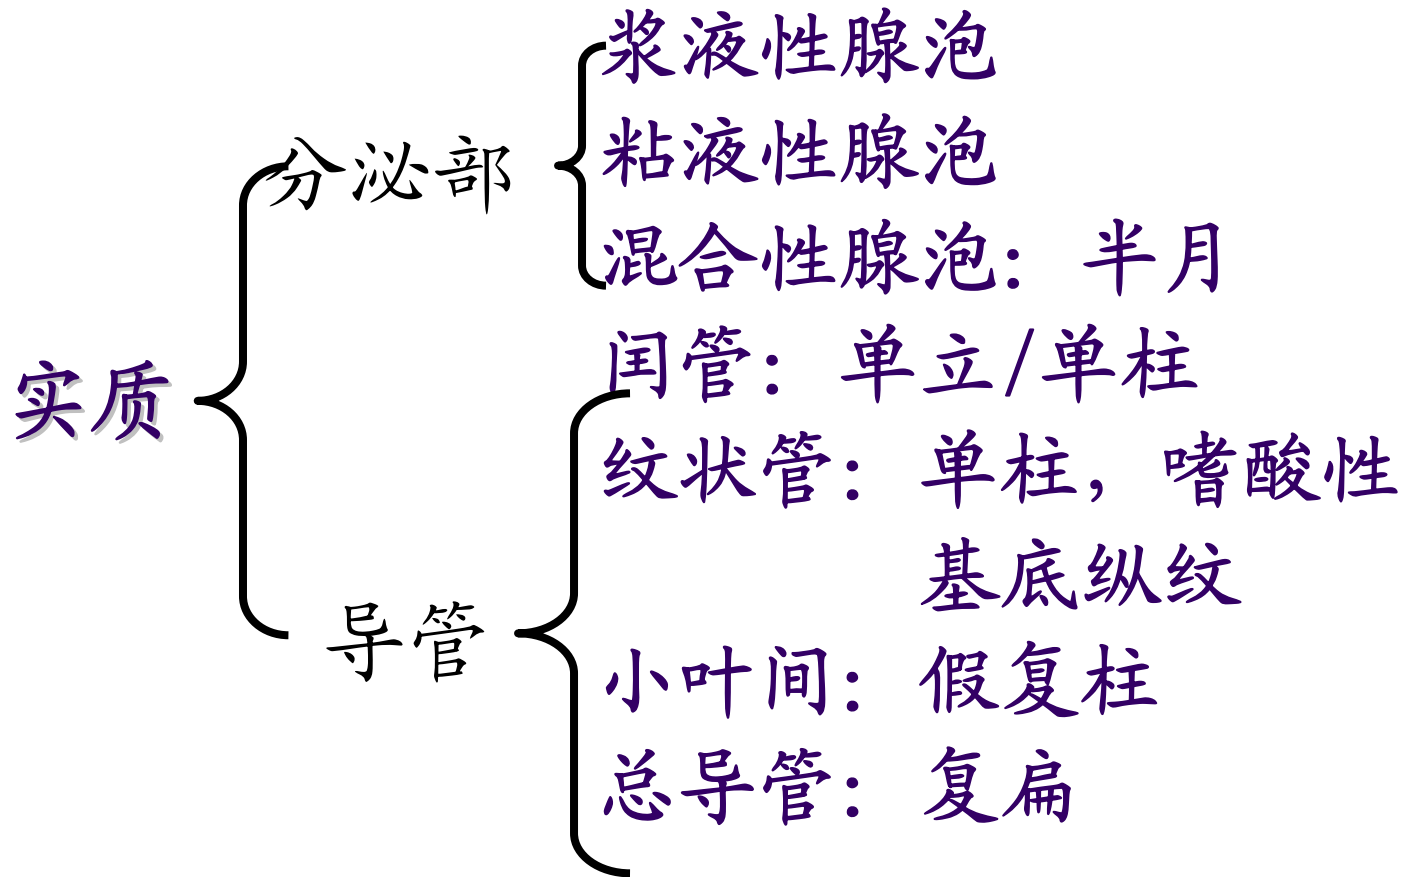 浆液性腺泡
分泌部
粘液性腺泡
混合性腺泡：半月
实质
闰管：单立/单柱
纹状管：单柱，嗜酸性
基底纵纹
导管
小叶间：假复柱
总导管：复扁